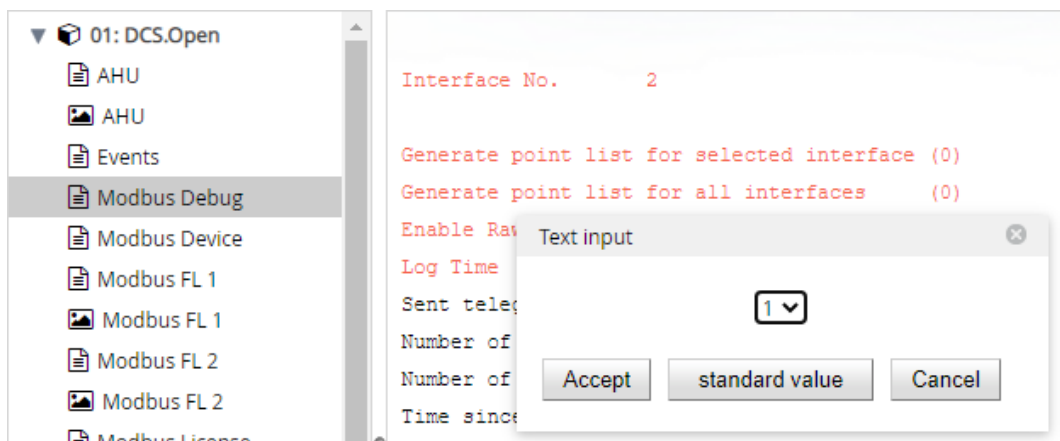 01: DCS.Open
AHU
AHU
Events
Modbus Debug
Modbus Device
Modbus FL 1
Modbus FL 1
Modbus FL 2
Modbus FL 2
Modbus License
Interface No. 2
Generate point list for selected interface (0)
Generate point list for all interfaces (0)
Enable Raw
Log Time
Sent teleg
Number of
Number of
Time since
Text input
1
Accept standard value Cancel